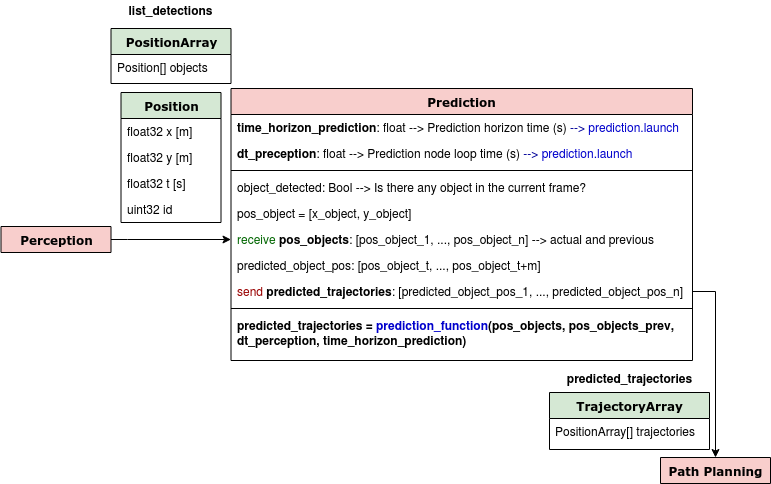 list_detections
PositionArray
Position[] objects
Position
float32 x [m]
float32 y [m]
float32 t [s]
uint32 id
Perception
Prediction
time_horizon_prediction: float --> Prediction horizon time (s) --> prediction.launch
dt_preception: float --> Prediction node loop time (s) --> prediction.launch
object_detected: Bool --> Is there any object in the current frame?
pos_object = [x_object, y_object]
receive pos_objects: [pos_object_1, ..., pos_object_n] --> actual and previous
predicted_object_pos: [pos_object_t, ..., pos_object_t+m]
send predicted_trajectories: [predicted_object_pos_1, ..., predicted_object_pos_n]
predicted_trajectories = prediction_function(pos_objects, pos_objects_prev,
dt_perception, time_horizon_prediction)
predicted_trajectories
TrajectoryArray
PositionArray[] trajectories
Path Planning